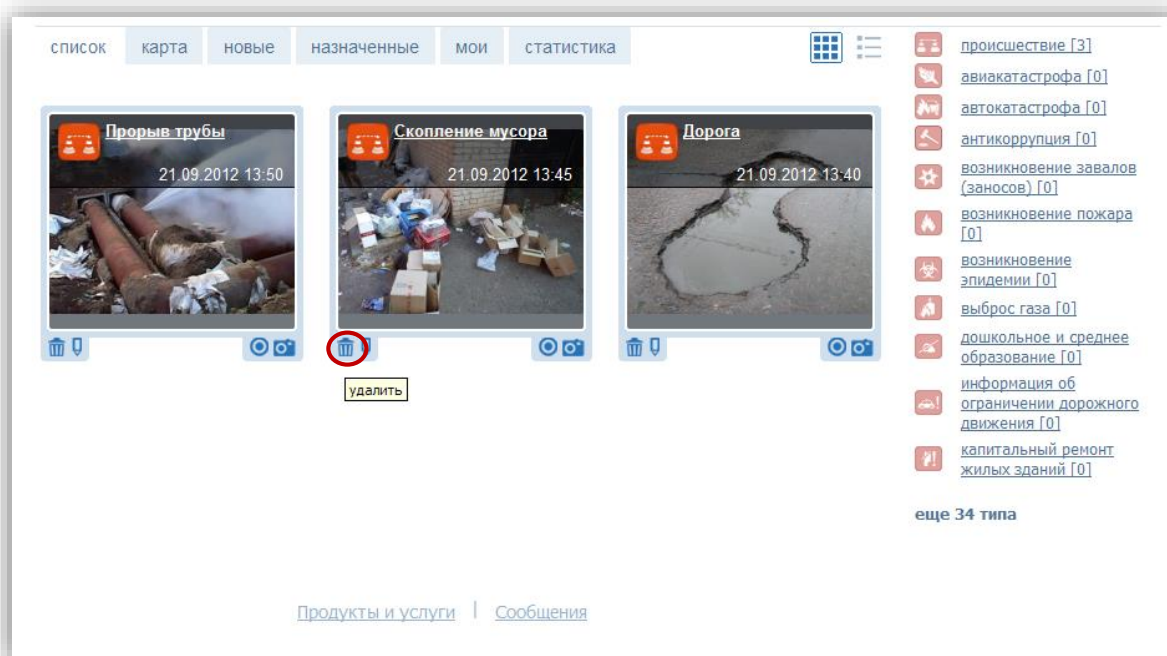 список карта новые назначенные мои статистика
Прорыв трубы
21.09.2012 13:50
Скопление мусора
21.09.2012 13:45
Дорога
21.09.2012 13:40
удалить
происшествие [3]
авиакатастрофа [0]
автокатастрофа [0]
антикоррупция [0]
возникновение завалов
(заносов) [0]
возникновение пожара
[0]
возникновение
эпидемии [0]
выброс газа [0]
дошкольное и среднее
образование [0]
информация об
ограничении дорожного
движения [0]
капитальный ремонт
жилых зданий [0]
еще 34 типа
Продукты и услуги | Сообщения